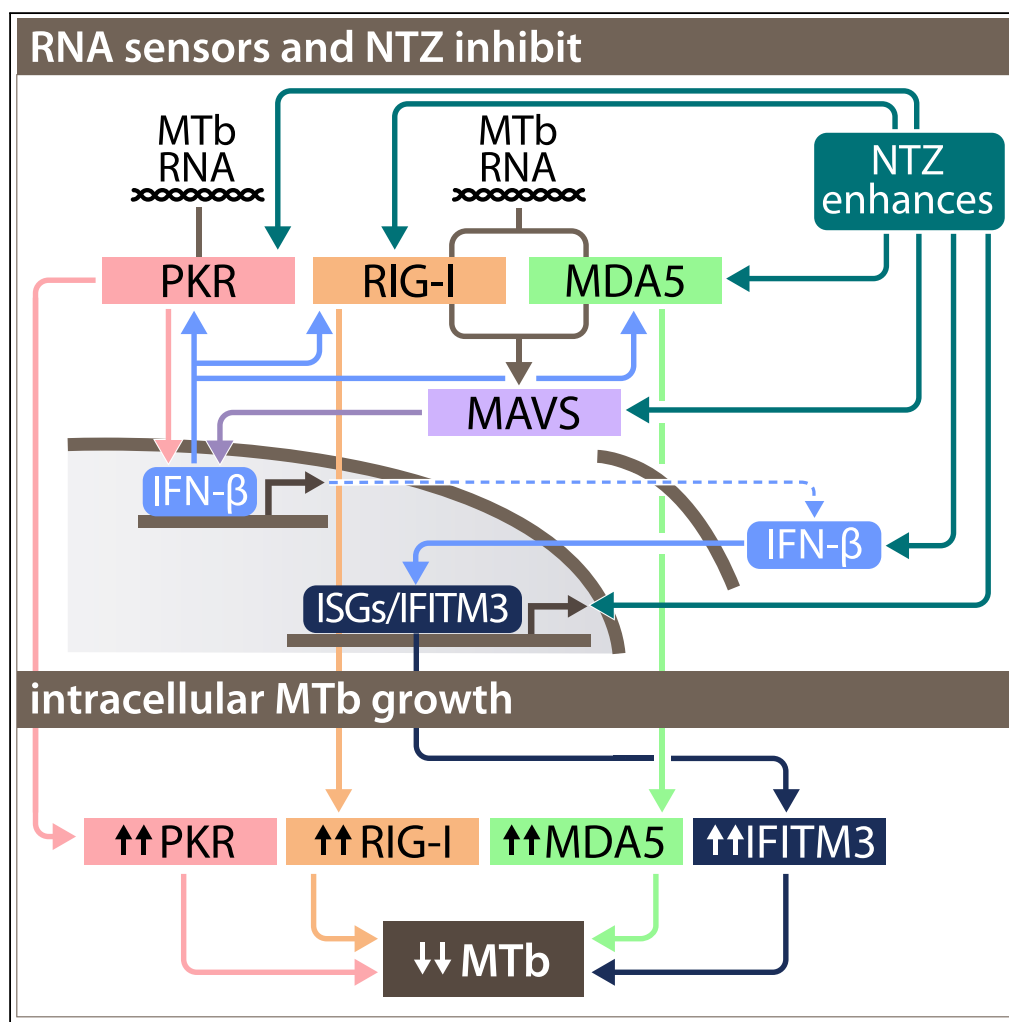 RNA sensors and NTZ inhibit
MTb
RNA
MTb
RNA
NTZ
enhances
PKR
RIG-I
MDA5
MAVS
IFN-β
IFN-β
ISGs/IFITM3
intracellular MTb growth
↑↑PKR
↑↑RIG-I
↑↑MDA5
↑↑IFITM3
↓↓MTb